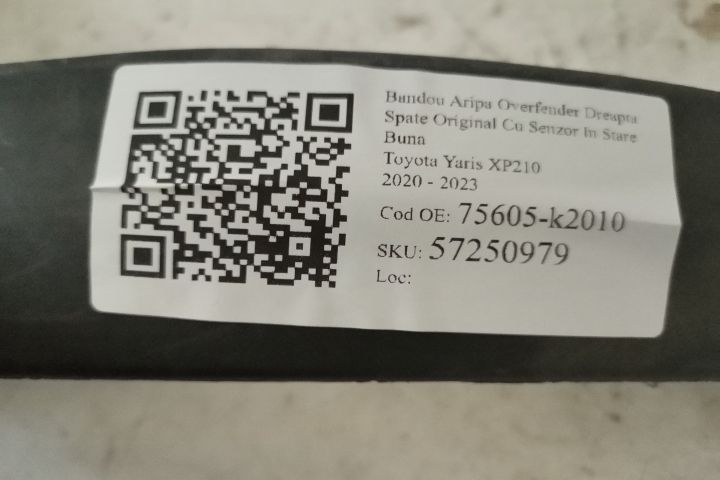 Bandou Aripa Overfender Dreapta
Spate Original Cu Senzor In Stare
Buna
Toyota Yaris XP210
2020 - 2023
Cod OE: 75605-k2010
SKU: 57250979
Loc: